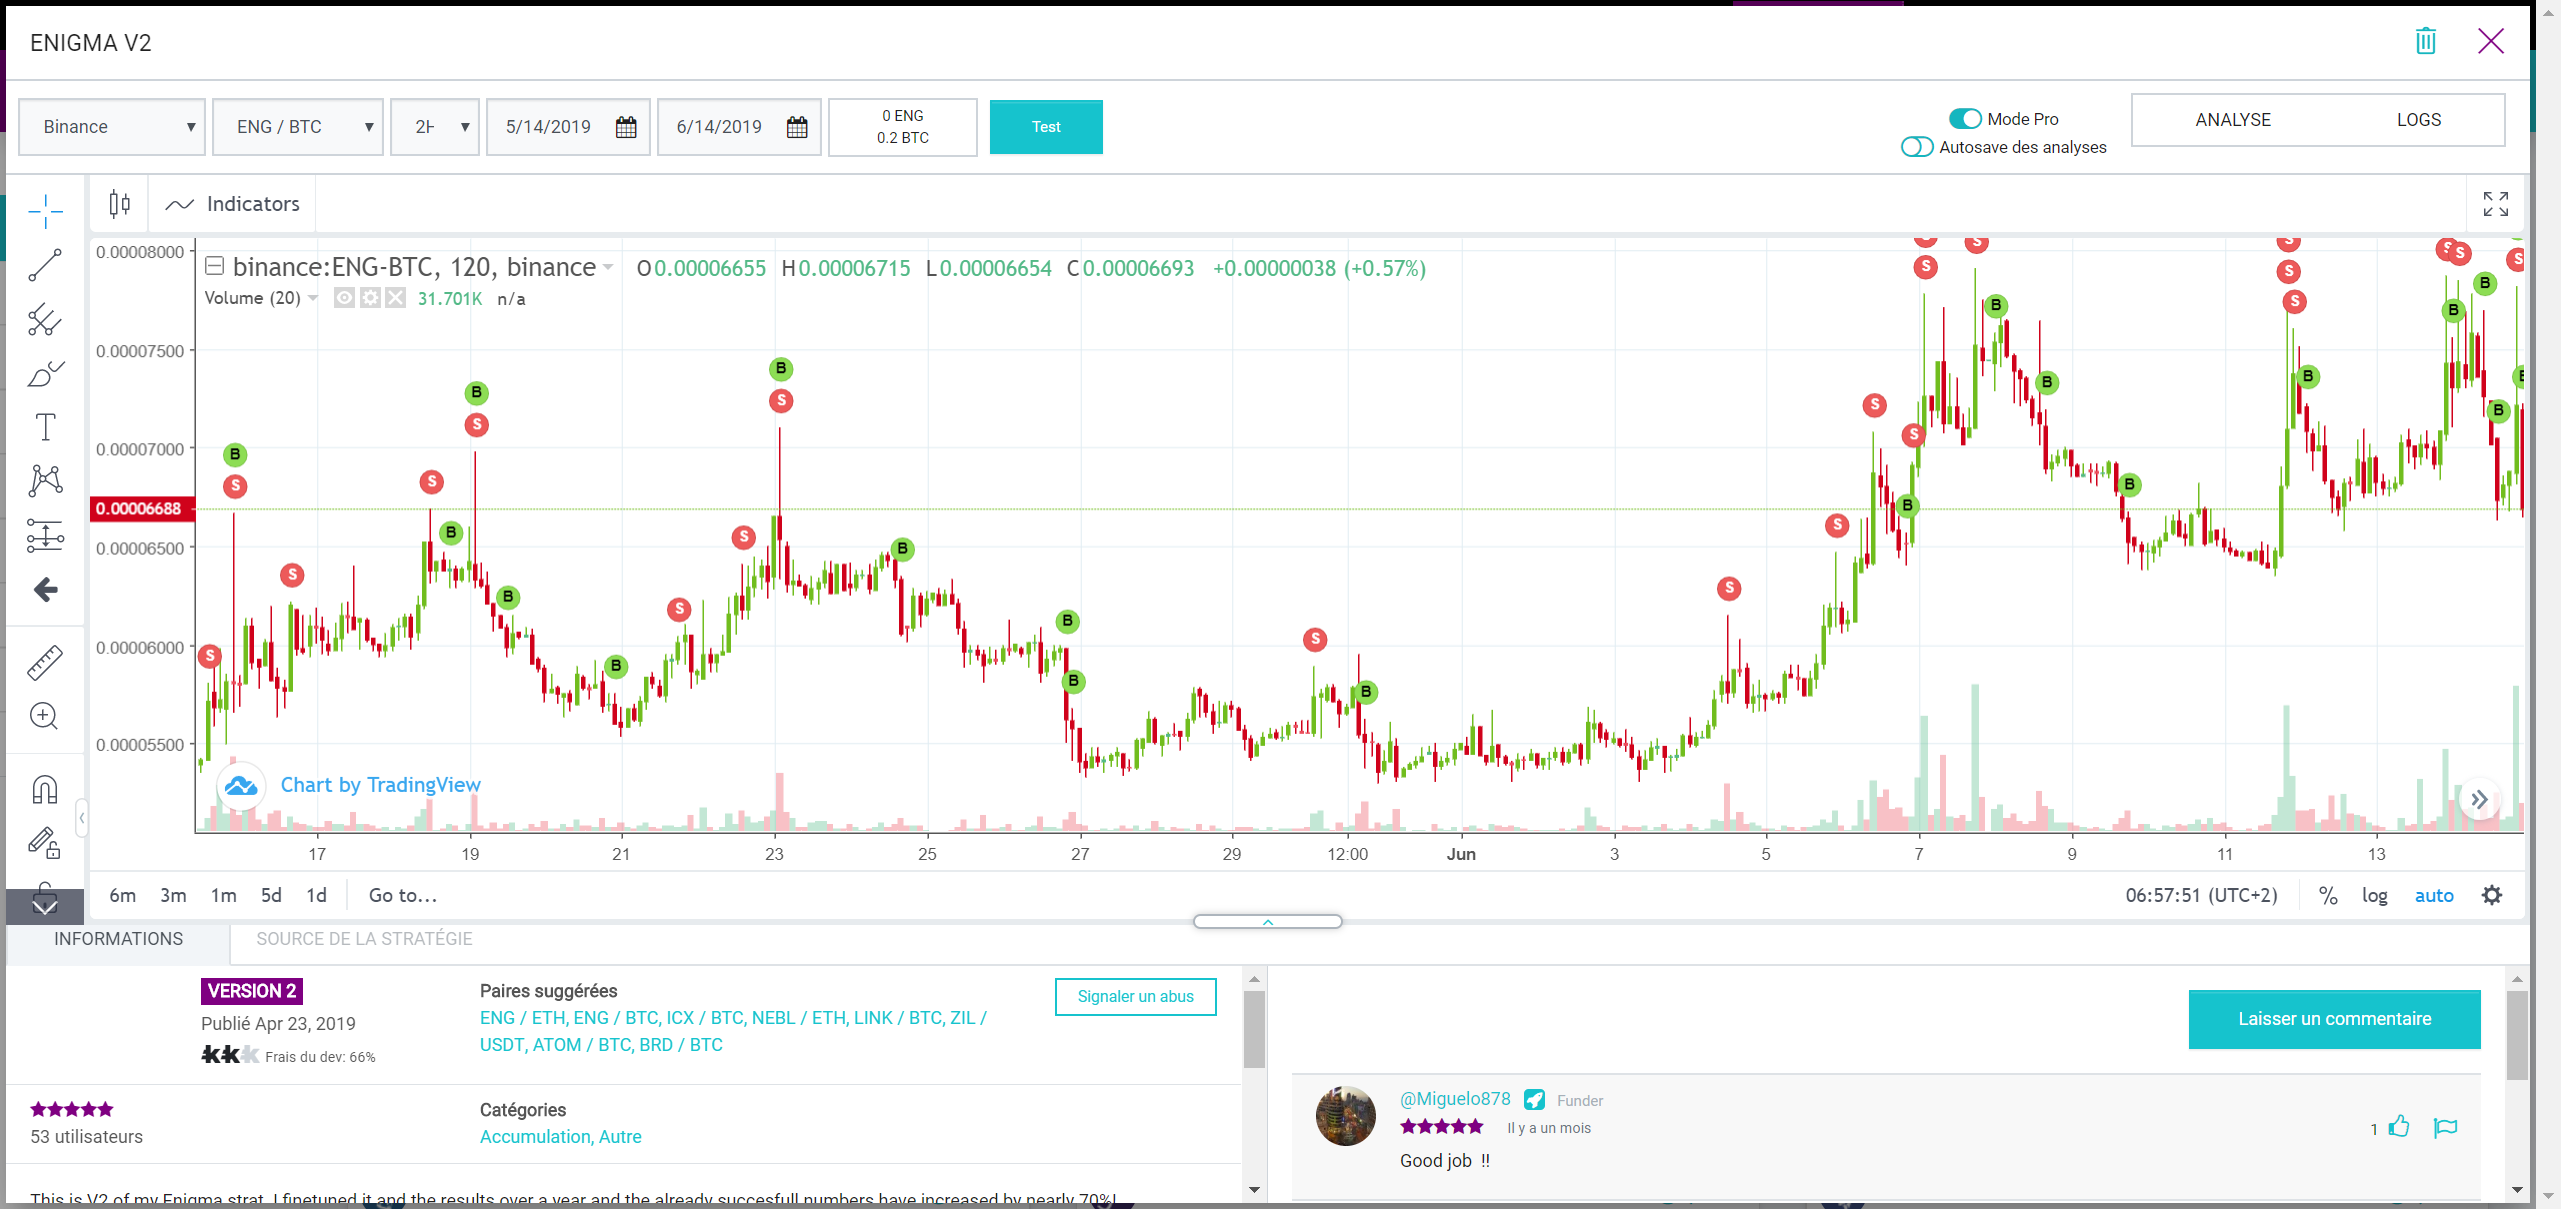 ENIGMA V2
Binance
ENG / BTC
5/14/2019
6/14/2019
0 ENG
0.2 BTC
Test
Mode Pro
Autosave des analyses
ANALYSE
LOGS
Indicators
binance:ENG-BTC, 120, binance
O0.00006655 H0.00006715 L0.00006654 C0.00006693 +0.00000038 (+0.57%)
Volume (20)
31.701K n/a
0.00008000
0.00007500
0.00007000
0.00006688
0.00006500
0.00006000
0.00005500
Chart by TradingView
17 19 21 23 25 27 29 12:00 Jun 3 5 7 9 11 13
6m 3m 1m 5d 1d Go to...
06:57:51 (UTC+2) % log auto
INFORMATIONS
SOURCE DE LA STRATÉGIE
VERSION 2
Publié Apr 23, 2019
Frais du dev: 66%
Paires suggérées
ENG / ETH, ENG / BTC, ICX / BTC, NEBL / ETH, LINK / BTC, ZIL /
USDT, ATOM / BTC, BRD / BTC
Signaler un abus
53 utilisateurs
Catégories
Accumulation, Autre
This is V2 of my Enigma strat. I finetuned it and the results over a year and the already succesfull numbers have increased by nearly 70%!
Laisser un commentaire
@Miguelo878 Funder
Il y a un mois
Good job !!
1